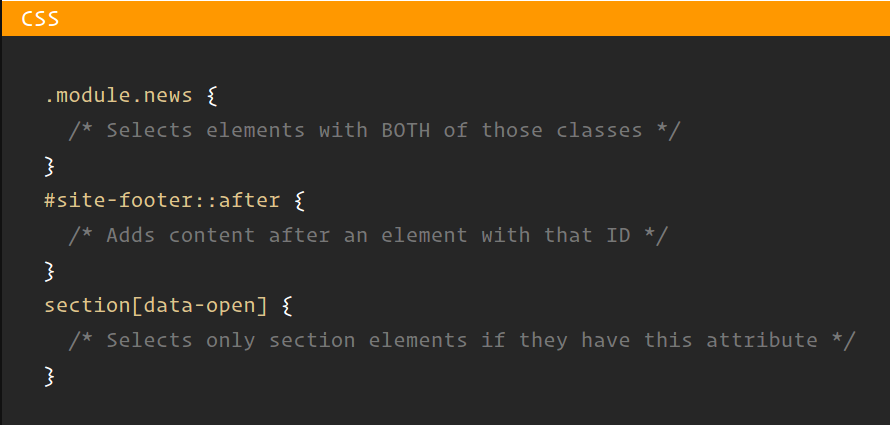 CSS
.module.news {
/* Selects elements with BOTH of those classes */
}
#site-footer::after {
/* Adds content after an element with that ID */
}
section[data-open] {
/* Selects only section elements if they have this attribute */
}